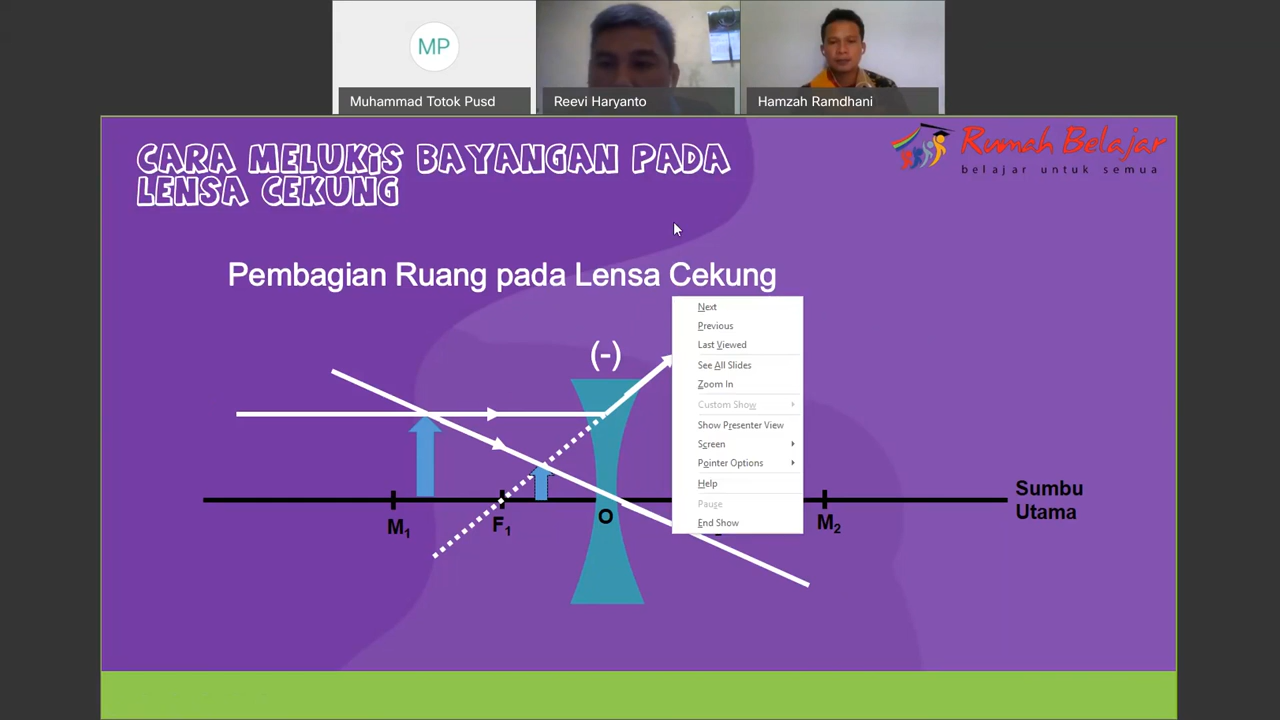 MP
Muhammad Totok Pusd
Reevi Haryanto
Hamzah Ramdhani
CARA MELUKIS BAYANGAN PADA
LENSA CEKUNG
Rumah Belajar
belajar untuk semua
Pembagian Ruang pada Lensa Cekung
(-)
Next
Previous
Last Viewed
See All Slides
Zoom In
Custom Show
Show Presenter View
Screen
Pointer Options
Help
Pause
End Show
M1
F1
O
M2
Sumbu
Utama